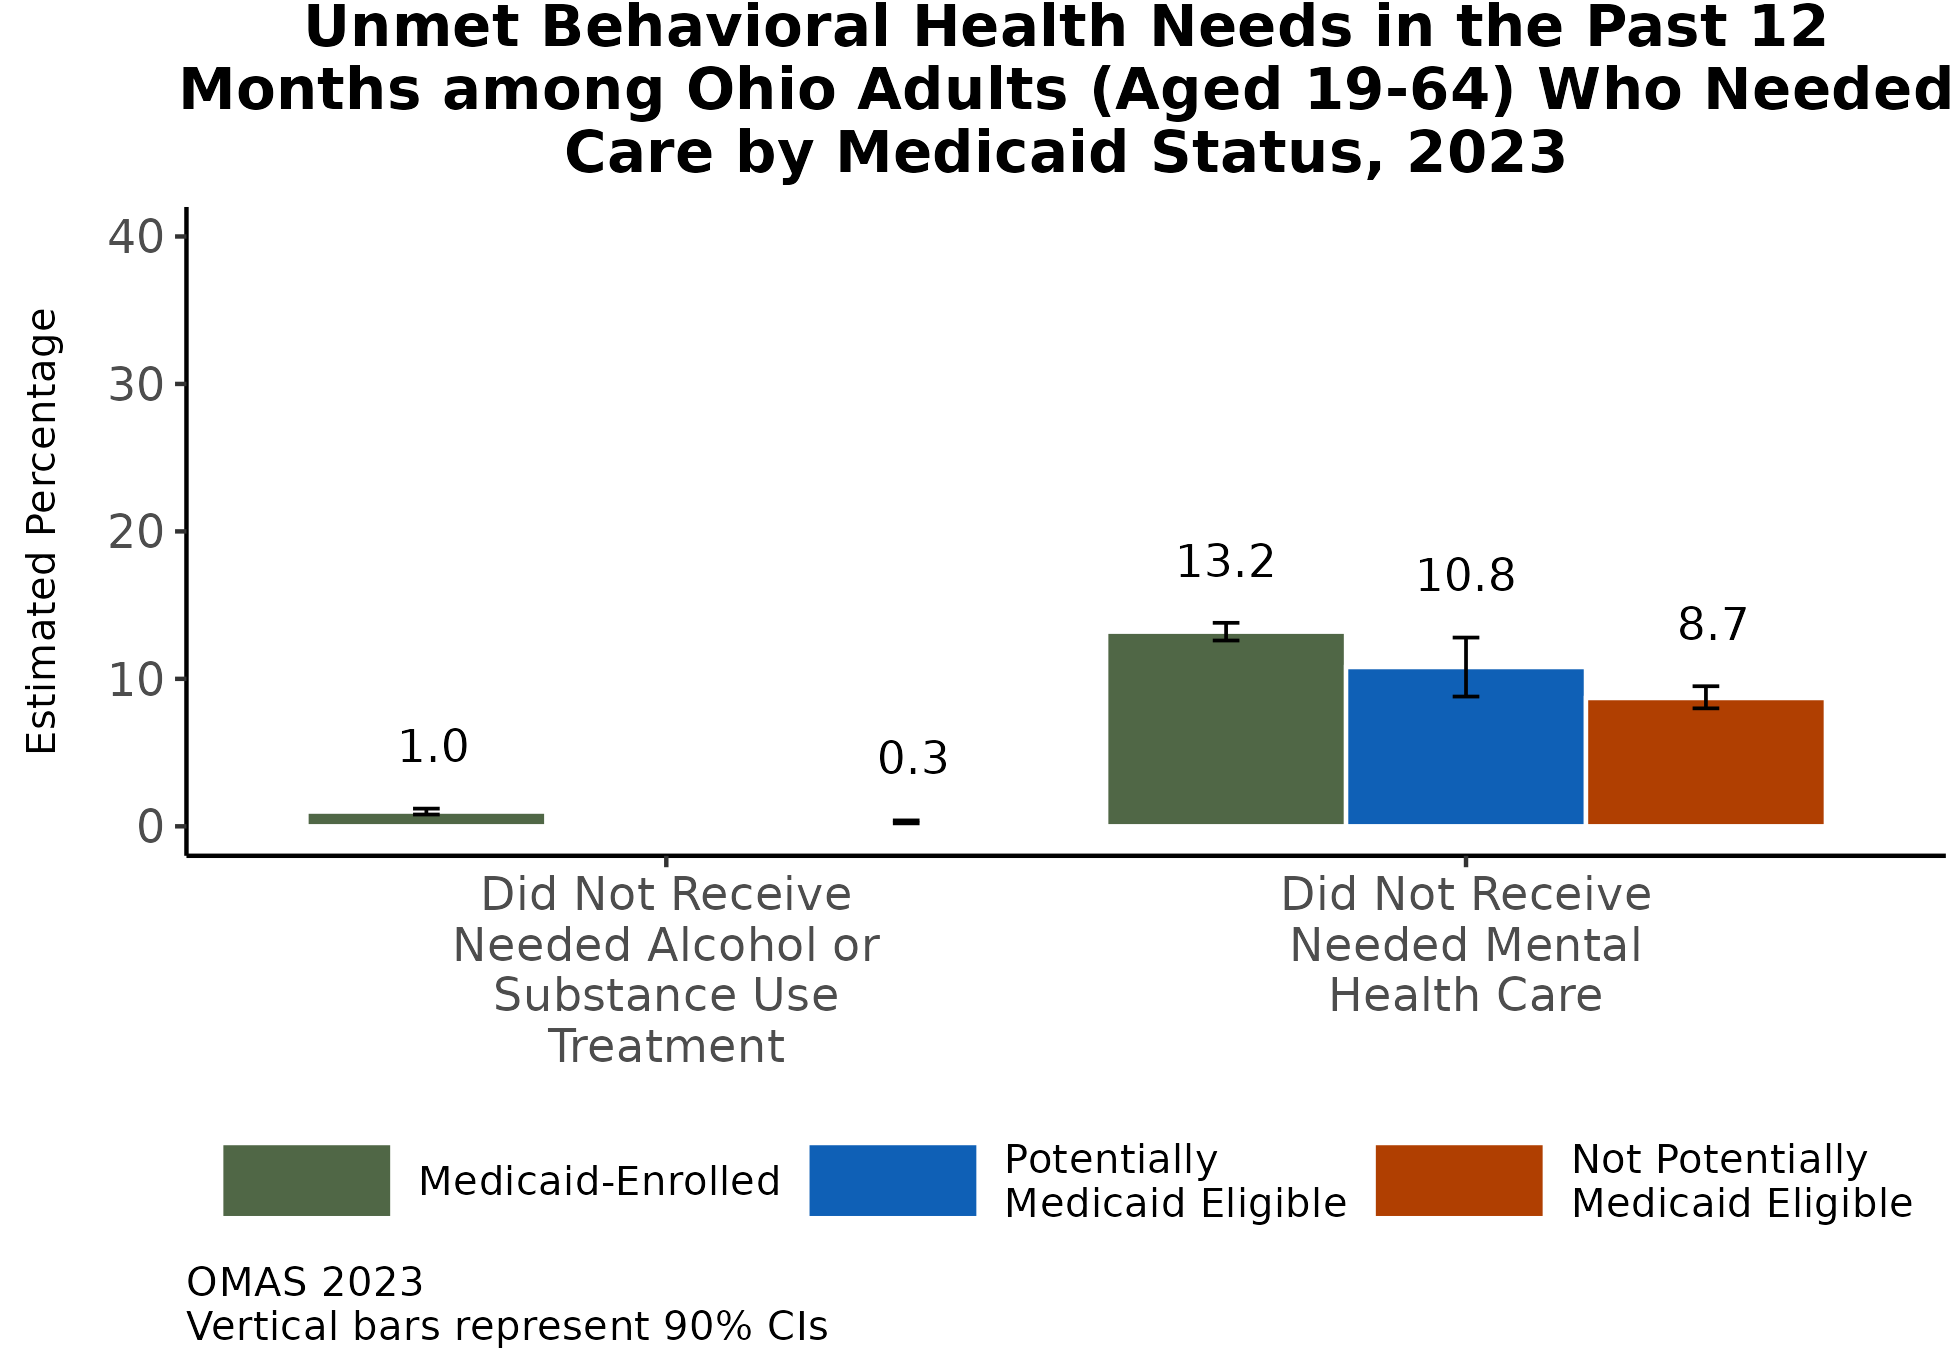 Unmet Behavioral Health Needs in the Past 12
Months among Ohio Adults (Aged 19-64) Who Needed
Care by Medicaid Status, 2023
Estimated Percentage
40
30
20
10
0
1.0
0.3
13.2
10.8
8.7
Did Not Receive
Needed Alcohol or
Substance Use
Treatment
Did Not Receive
Needed Mental
Health Care
Medicaid-Enrolled
Potentially
Medicaid Eligible
Not Potentially
Medicaid Eligible
OMAS 2023
Vertical bars represent 90% CIs